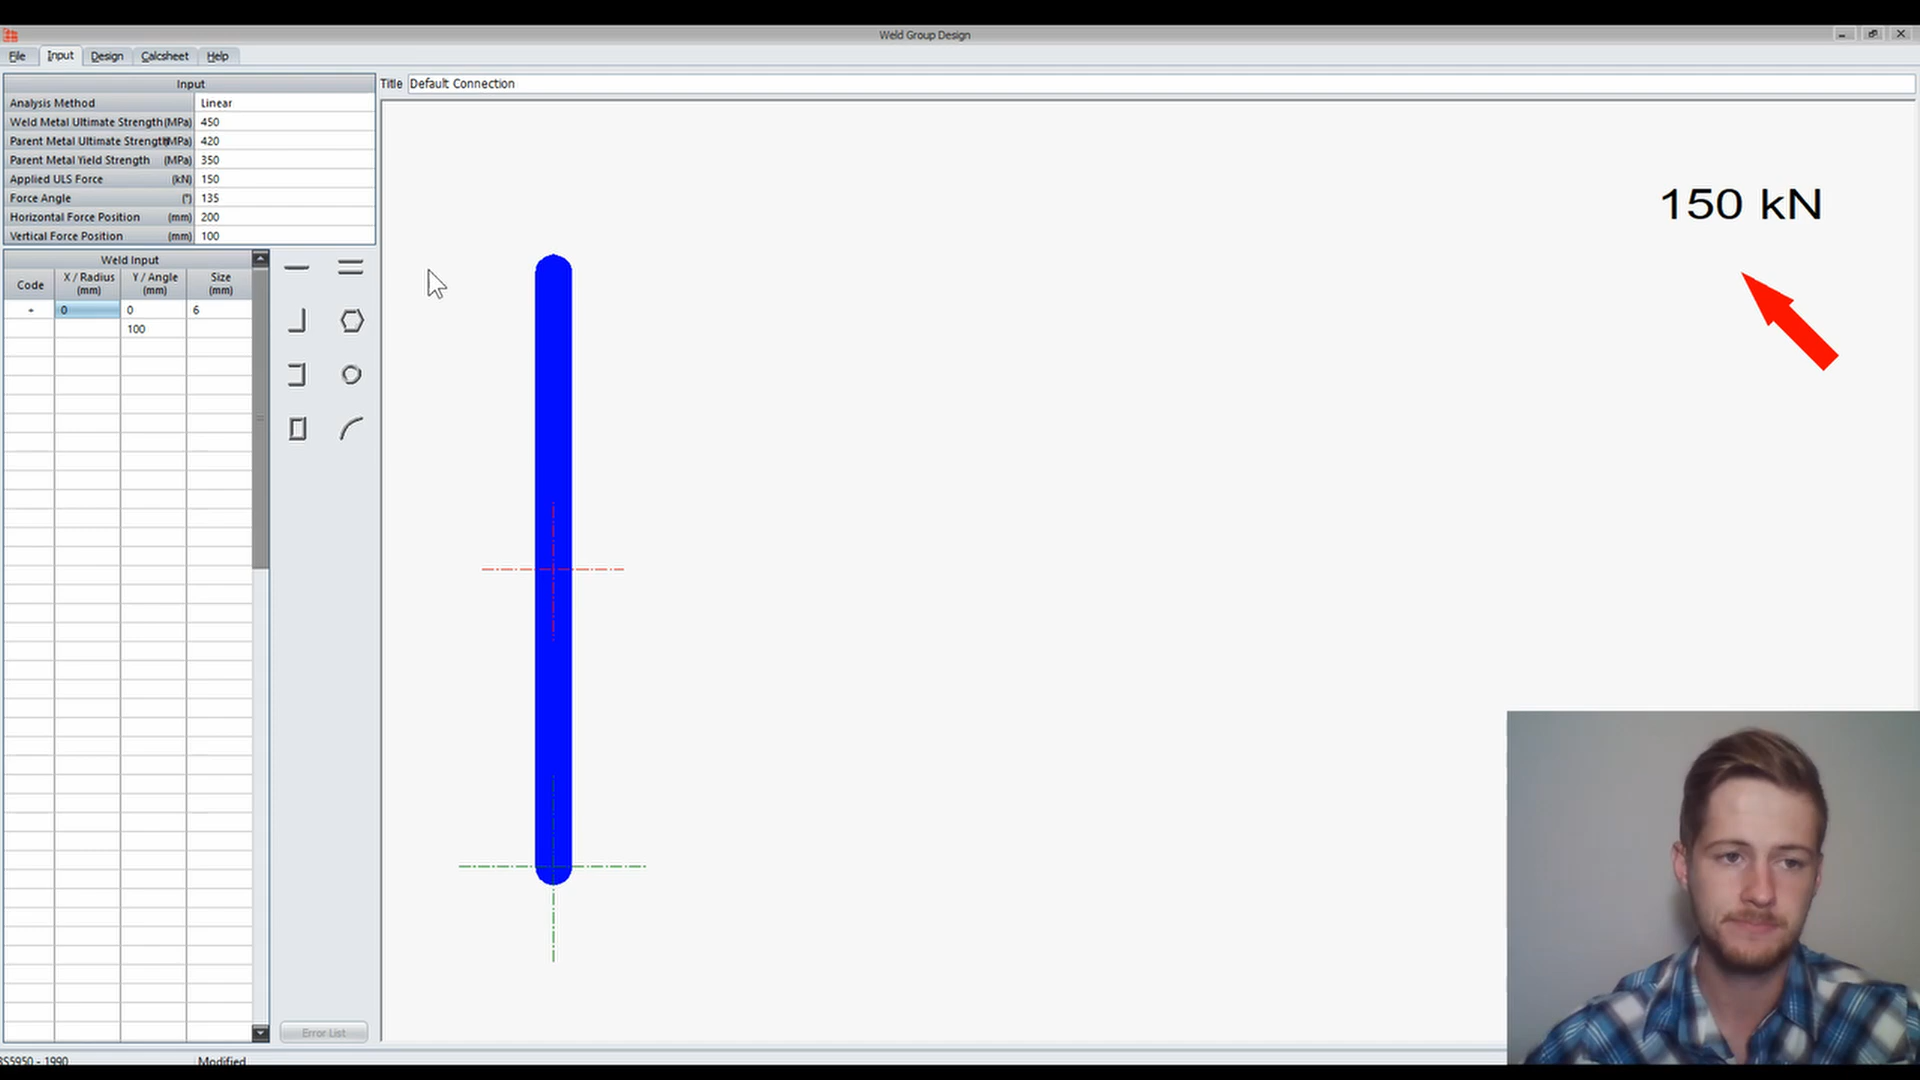 Weld Group Design
File Input Design Calcsheet Help
Input
Title Default Connection
Analysis Method Linear
Weld Metal Ultimate Strength(MPa) 450
Parent Metal Ultimate Strength(MPa) 420
Parent Metal Yield Strength (MPa) 350
Applied ULS Force (kN) 150
Force Angle (°) 135
Horizontal Force Position (mm) 200
Vertical Force Position (mm) 100
150 kN
Weld Input
Code X / Radius (mm) Y / Angle (mm) Size (mm)
+ 0 0 6
100
Error List
BS5950 - 1990 Modified